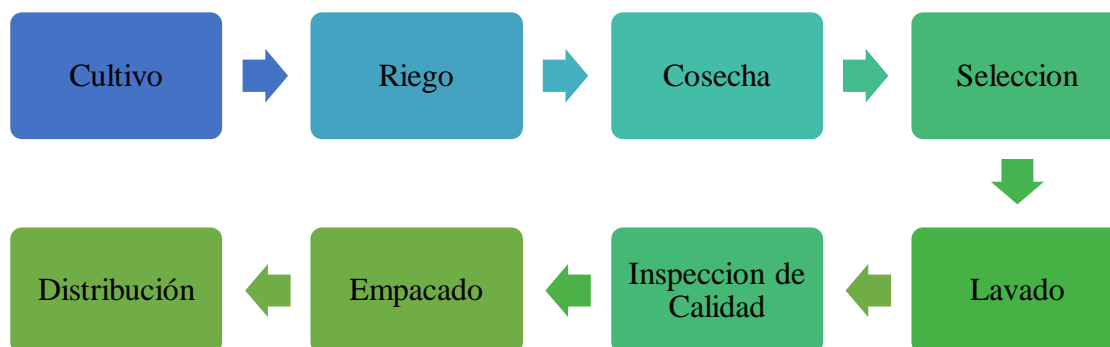 Cultivo
Riego
Cosecha
Seleccion
Lavado
Inspeccion de
Calidad
Empacado
Distribución